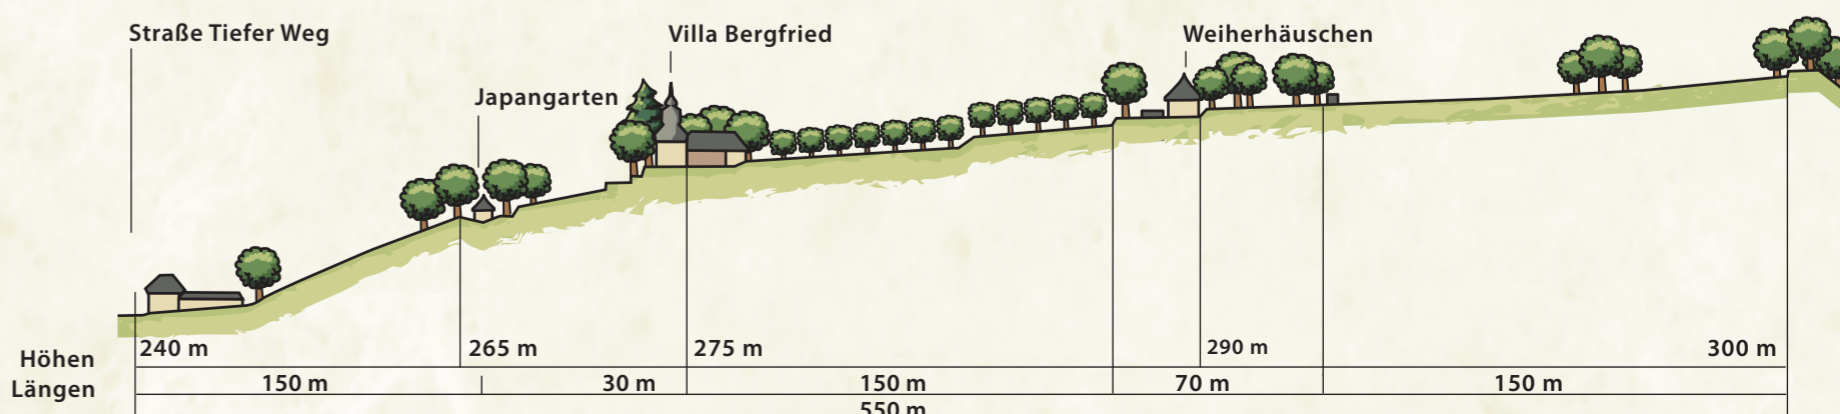 Straße Tiefer Weg
Villa Bergfried
Weiherhäuschen
Japangarten
Höhen 240 m 265 m 275 m 290 m 300 m
Längen 150 m 30 m 150 m 70 m 150 m
550 m